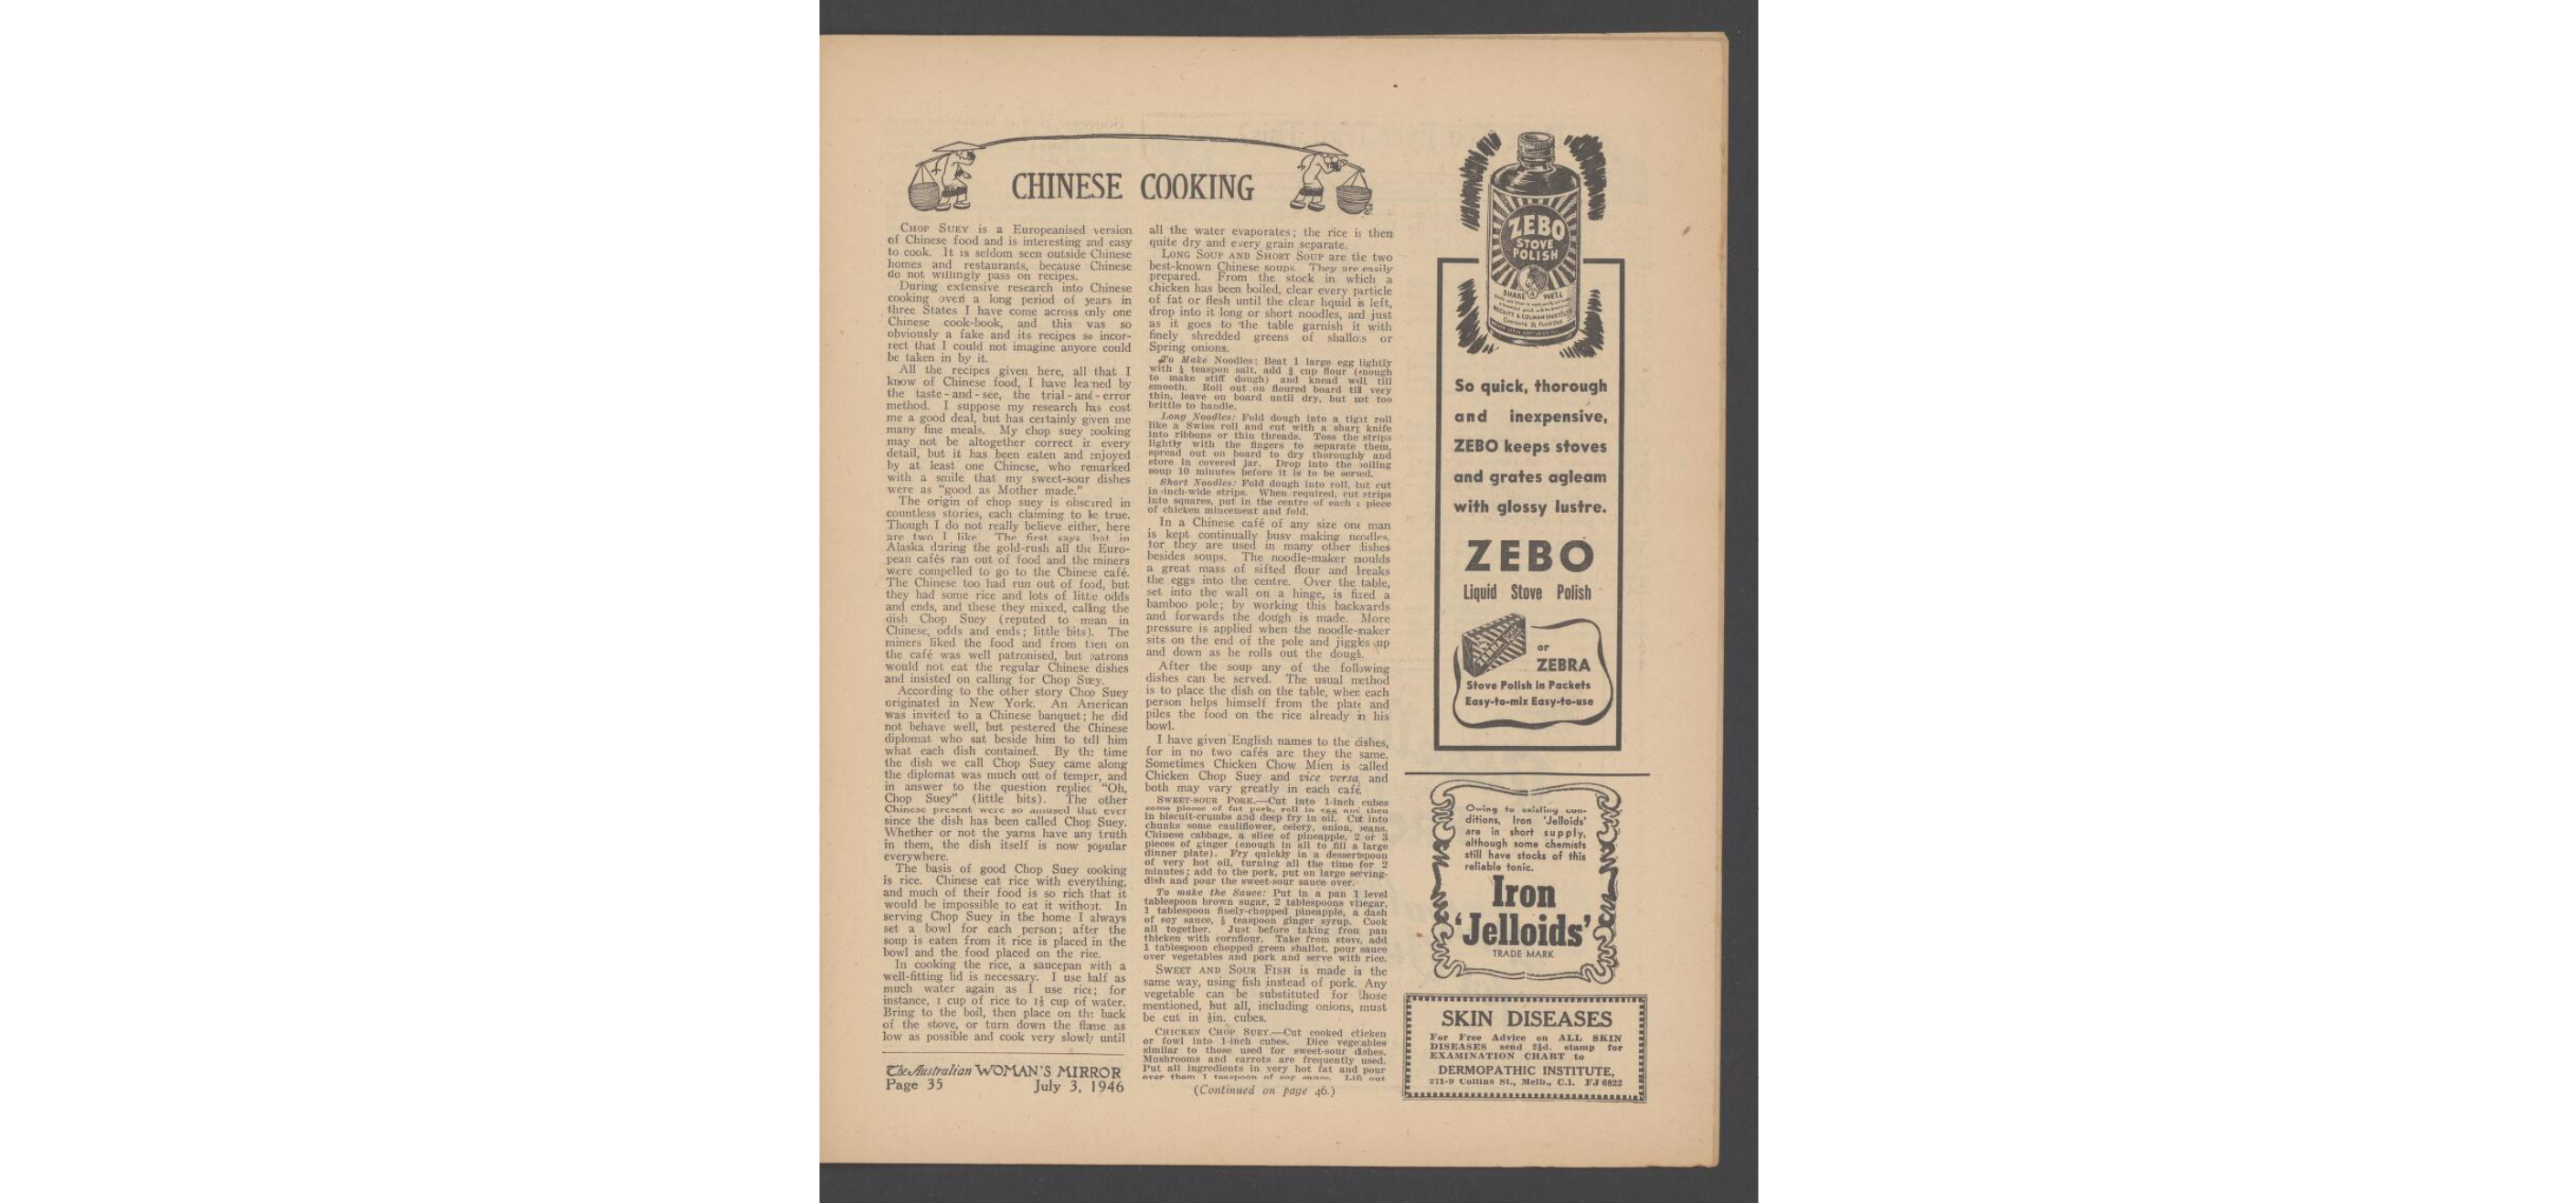 CHINESE COOKING
CHOP SUEY is a Europeanised version
of Chinese food and is interesting and easy
to cook. It is seldom seen outside Chinese
homes and restaurants, because Chinese
do not willingly pass on recipes.
During extensive research into Chinese
cooking over a long period of years in
three States I have come across only one
Chinese cook-book, and this was so
obviously a fake and its recipes so incor-
rect that I could not imagine anyone could
be taken in by it.
All the recipes given here, all that I
know of Chinese food, I have learned by
the taste-and-see, the trial-and-error
method. I suppose my research has cost
me a good deal, but has certainly given me
many fine meals. My chop suey cooking
may not be altogether correct in every
detail, but it has been eaten and enjoyed
by at least one Chinese, who remarked
with a smile that my sweet-sour dishes
were as "good as Mother made."
The origin of chop suey is obscured in
countless stories, each claiming to be true.
Though I do not really believe either, here
are two I like. The first says that in
Alaska during the gold-rush all the Euro-
pean cafés ran out of food and the miners
were compelled to go to the Chinese café.
The Chinese too had run out of food, but
they had some rice and lots of little odds
and ends, and these they mixed, calling the
dish Chop Suey (reputed to mean in
Chinese, odds and ends; little bits). The
miners liked the food and from then on
the café was well patronised, but patrons
would not eat the regular Chinese dishes
and insisted on calling for Chop Suey.
According to the other story Chop Suey
originated in New York. An American
was invited to a Chinese banquet; he did
not behave well, but pestered the Chinese
diplomat who sat beside him to tell him
what each dish contained. By the time
the dish we call Chop Suey came along
the diplomat was much out of temper, and
in answer to the question replied "Oh,
Chop Suey" (little bits). The other
Chinese present were so amused that ever
since the dish has been called Chop Suey.
Whether or not the yarns have any truth
in them, the dish itself is now popular
everywhere.
The basis of good Chop Suey cooking
is rice. Chinese eat rice with everything,
and much of their food is so rich that it
would be impossible to eat it without. In
serving Chop Suey in the home I always
set a bowl for each person; after the
soup is eaten from it rice is placed in the
bowl and the food placed on the rice.
In cooking the rice, a saucepan with a
well-fitting lid is necessary. I use half as
much water again as I use rice; for
instance, 1 cup of rice to 1½ cup of water.
Bring to the boil, then place on the back
of the stove, or turn down the flame as
low as possible and cook very slowly until
The Australian WOMAN'S MIRROR
Page 35 July 3, 1946
all the water evaporates; the rice is then
quite dry and every grain separate.
LONG SOUP AND SHORT SOUP are the two
best-known Chinese soups. They are easily
prepared. From the stock in which a
chicken has been boiled, clear every particle
of fat or flesh until the clear liquid is left,
drop into it long or short noodles, and just
as it goes to the table garnish it with
finely shredded greens of shallots or
Spring onions.
To Make Noodles: Beat 1 large egg lightly
with teaspon salt, add cup flour (enough
to make stiff dough) and knead well till
smooth. Roll out on floured board till very
thin, leave on board until dry, but not too
brittle to handle.
Long Noodles: Fold dough into a tight roll
like a Swiss roll and cut with a sharp knife
into ribbons or thin threads. Toss the strips
lightly with the fingers to separate them,
spread out on board to dry thoroughly and
store in covered jar. Drop into the boiling
soup 10 minutes before it is to be served.
Short Noodles: Fold dough into roll, but cut
in inch-wide strips. When required, cut strips
into squares, put in the centre of each a piece
of chicken mincemeat and fold.
In a Chinese café of any size one man
is kept continually busy making noodles,
for they are used in many other dishes
besides soups. The noodle-maker moulds
a great mass of sifted flour and breaks
the eggs into the centre. Over the table,
set into the wall on a hinge, is fixed a
bamboo pole; by working this backwards
and forwards the dough is made. More
pressure is applied when the noodle-maker
sits on the end of the pole and jiggles up
and down as he rolls out the dough.
After the soup any of the following
dishes can be served. The usual method
is to place the dish on the table, when each
person helps himself from the plate and
piles the food on the rice already in his
bowl.
I have given English names to the dishes,
for in no two cafés are they the same.
Sometimes Chicken Chow Mien is called
Chicken Chop Suey and vice versa, and
both may vary greatly in each café.
SWEET-SOUR PORK.—Cut into 1-inch cubes
some pieces of fat pork, roll in egg and then
in biscuit-crumbs and deep fry in oil. Cut into
chunks some cauliflower, celery, onion, beans,
Chinese cabbage, a slice of pineapple, 2 or 3
pieces of ginger (enough in all to fill a large
dinner plate). Fry quickly in a dessertspoon
of very hot oil, turning all the time for 2
minutes; add to the pork, put on large serving-
dish and pour the sweet-sour sauce over.
To make the Sauce: Put in a pan 1 level
tablespoon brown sugar, 2 tablespoons vinegar,
1 tablespoon finely-chopped pineapple, a dash
of soy sauce, ½ teaspoon ginger syrup. Cook
all together. Just before taking from pan
thicken with cornflour. Take from stove, add
1 tablespoon chopped green shallot, pour sauce
over vegetables and pork and serve with rice.
SWEET AND SOUR FISH is made in the
same way, using fish instead of pork. Any
vegetable can be substituted for those
mentioned, but all, including onions, must
be cut in ½in. cubes.
CHICKEN CHOP SUEY.—Cut cooked chicken
or fowl into 1-inch cubes. Dice vegetables
similar to those used for sweet-sour dishes.
Mushrooms and carrots are frequently used.
Put all ingredients in very hot fat and pour
over them 1 teaspoon of soy sauce. Lift out
(Continued on page 46.)
ZEBO
STOVE
POLISH
SHAKE WELL
So quick, thorough
and inexpensive,
ZEBO keeps stoves
and grates agleam
with glossy lustre.
ZEBO
Liquid Stove Polish
or
ZEBRA
Stove Polish in Packets
Easy-to-mix Easy-to-use
Owing to existing con-
ditions, Iron 'Jelloids'
are in short supply,
although some chemists
still have stocks of this
reliable tonic.
Iron
'Jelloids'
TRADE MARK
SKIN DISEASES
For Free Advice on ALL SKIN
DISEASES send 2½d. stamp for
EXAMINATION CHART to
DERMOPATHIC INSTITUTE,
271-9 Collins St., Melb., C.1. FJ 6822